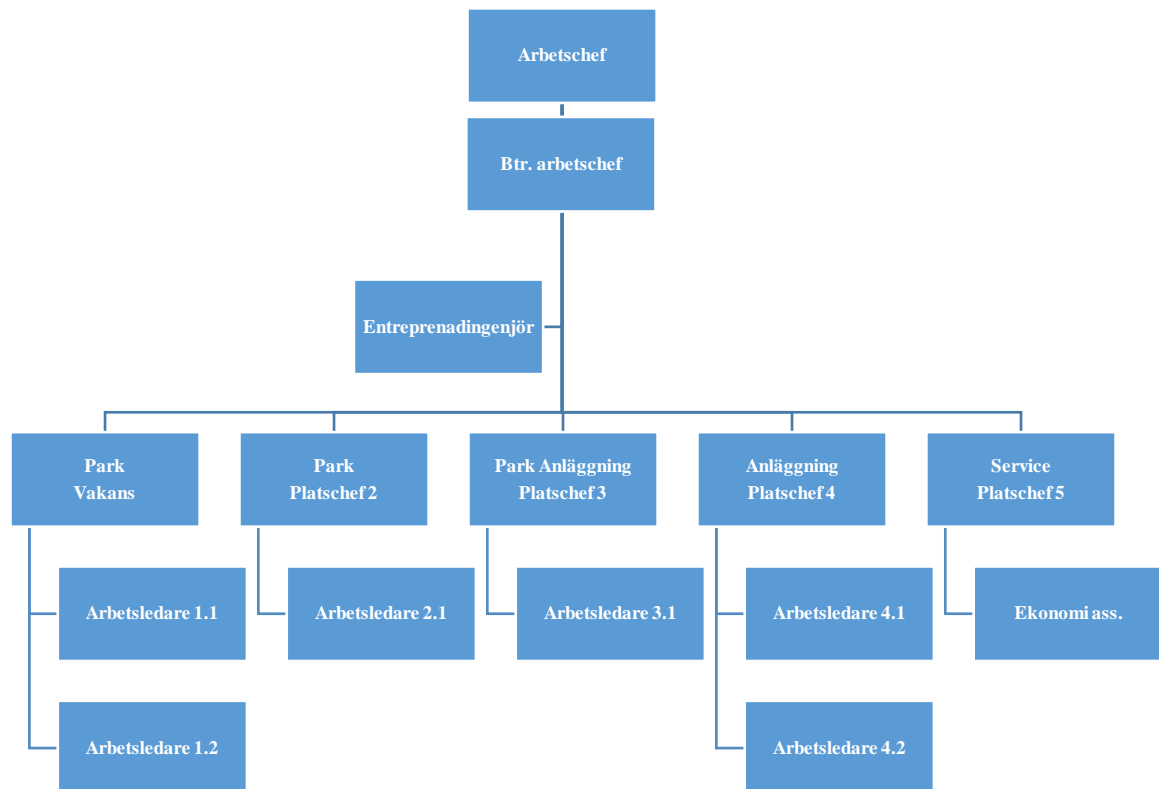 Arbetschef
Btr. arbetschef
Entreprenadingenjör
Park
Vakans
Park
Platschef 2
Park Anläggning
Platschef 3
Anläggning
Platschef 4
Service
Platschef 5
Arbetsledare 1.1
Arbetsledare 2.1
Arbetsledare 3.1
Arbetsledare 4.1
Ekonomi ass.
Arbetsledare 1.2
Arbetsledare 4.2